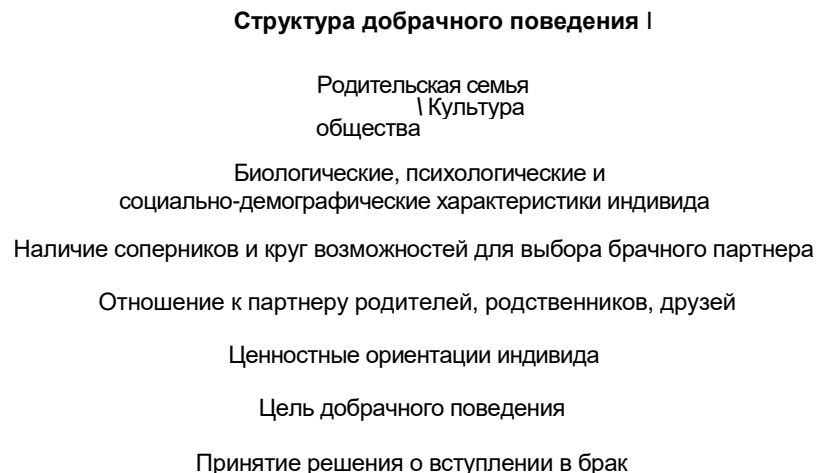 Структура добрачного поведения I
Родительская семья
\ Культура
общества
Биологические, психологические и
социально-демографические характеристики индивида
Наличие соперников и круг возможностей для выбора брачного партнера
Отношение к партнеру родителей, родственников, друзей
Ценностные ориентации индивида
Цель добрачного поведения
Принятие решения о вступлении в брак